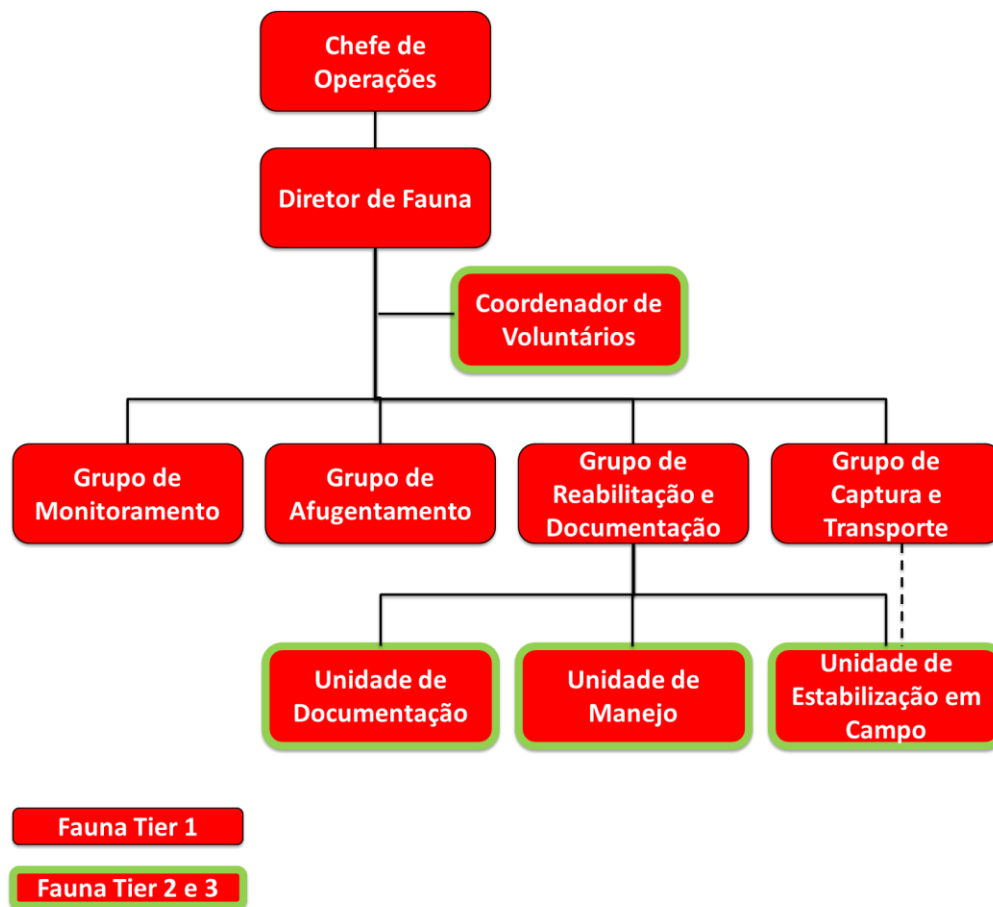 Chefe de
Operações
Diretor de Fauna
Coordenador de
Voluntários
Grupo de
Monitoramento
Grupo de
Afugentamento
Grupo de
Reabilitação e
Documentação
Grupo de
Captura e
Transporte
Unidade de
Documentação
Unidade de
Manejo
Unidade de
Estabilização em
Campo
Fauna Tier 1
Fauna Tier 2 e 3